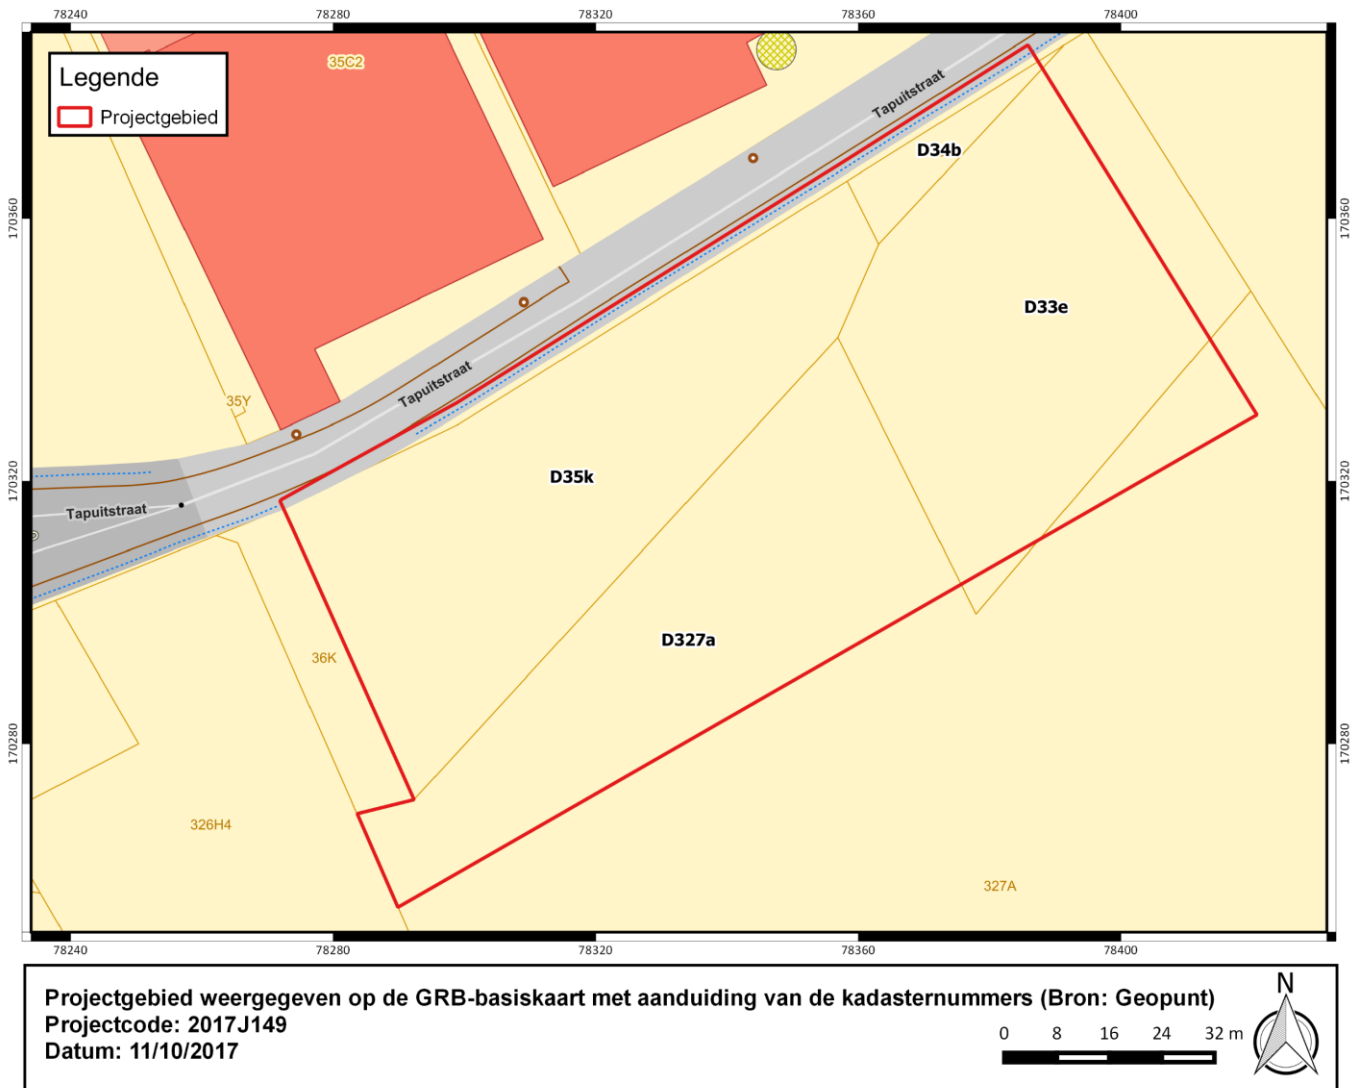 78240 78280 78320 78360 78400
Legende
Projectgebied
35C2
Tapuitstraat
D34b
170360 170360
D33e
Tapuitstraat
35Y
D35k
170320 170320
Tapuitstraat
D327a
36K
170280 170280
326H4
327A
78240 78280 78320 78360 78400
Projectgebied weergegeven op de GRB-basiskaart met aanduiding van de kadasternummers (Bron: Geopunt)
Projectcode: 2017J149
Datum: 11/10/2017
0 8 16 24 32 m
N